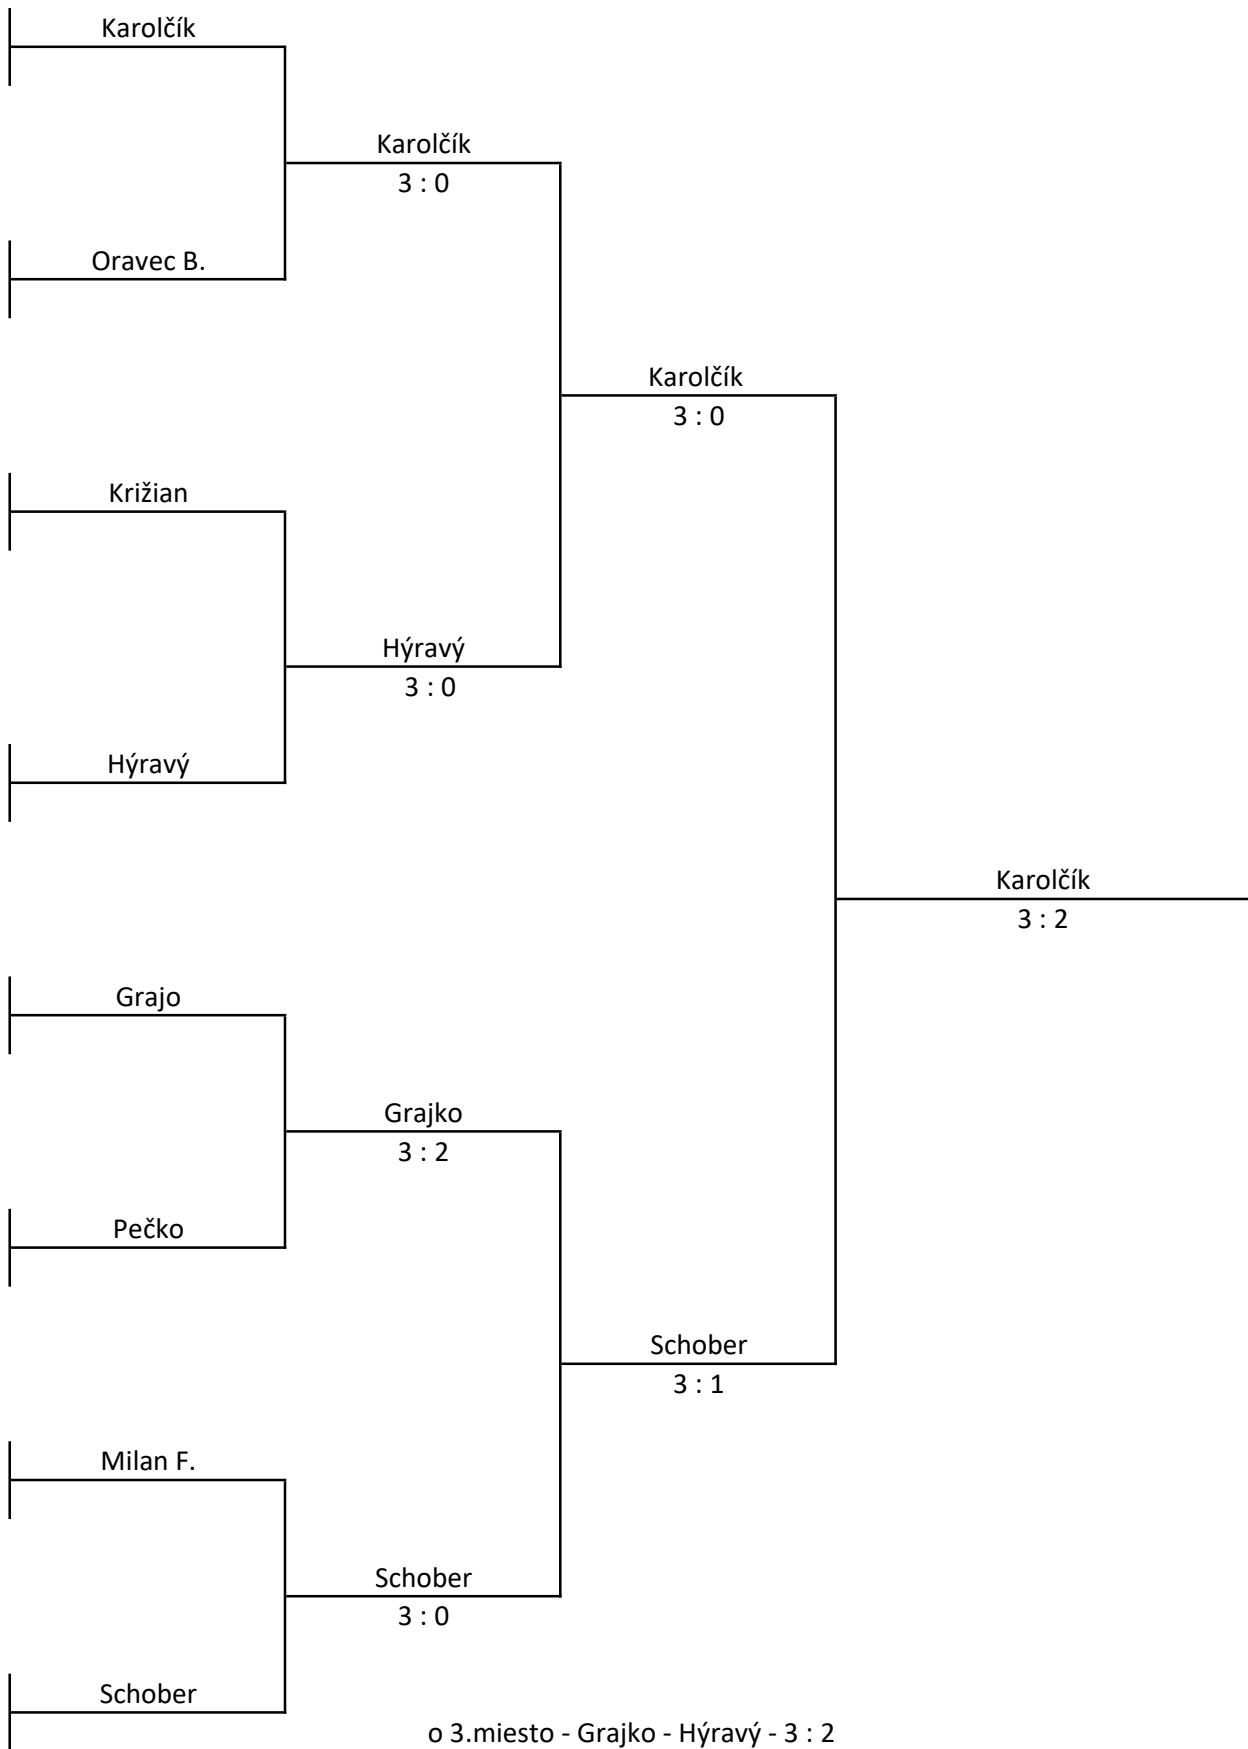 Karolčík
Karolčík
3 : 0
Oravec B.
Karolčík
3 : 0
Križian
Hýravý
3 : 0
Hýravý
Karolčík
3 : 2
Grajo
Grajko
3 : 2
Pečko
Schober
3 : 1
Milan F.
Schober
3 : 0
Schober
o 3.miesto - Grajko - Hýravý - 3 : 2